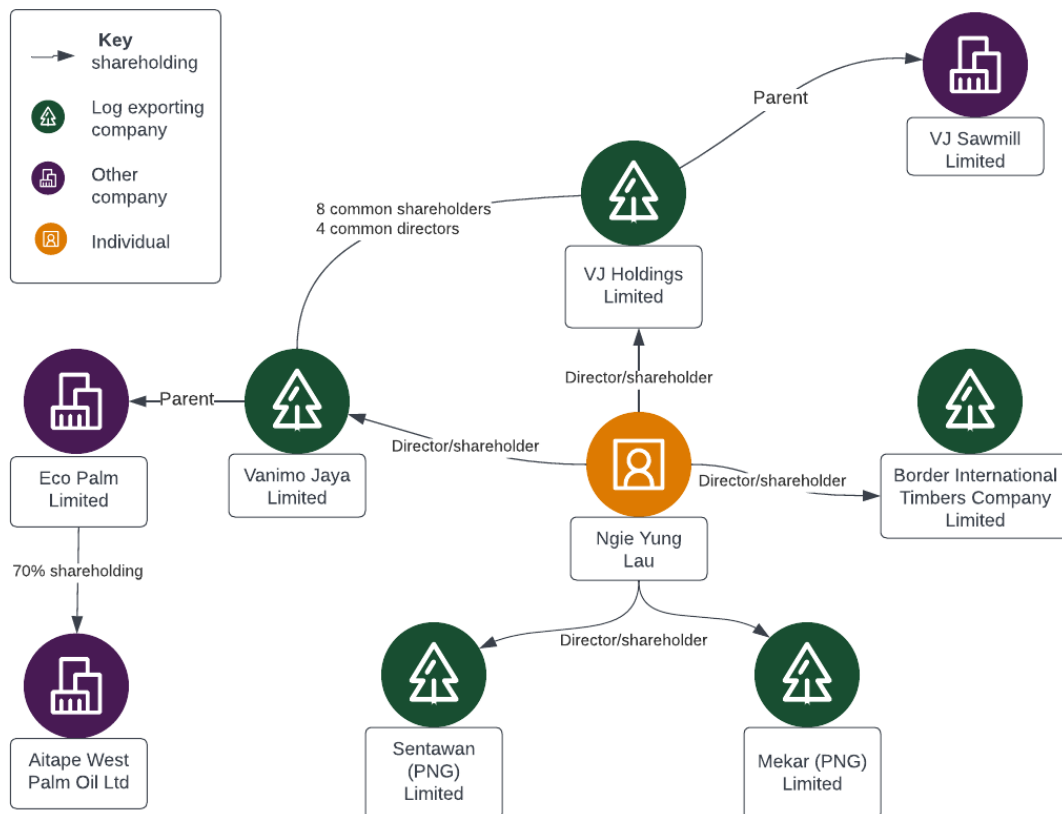 Key
shareholding
Log exporting
company
Other
company
Individual
Parent
VJ Sawmill
Limited
8 common shareholders
4 common directors
VJ Holdings
Limited
Director/shareholder
Parent
Director/shareholder
Director/shareholder
Eco Palm
Limited
Vanimo Jaya
Limited
Border International
Timbers Company
Limited
Ngie Yung
Lau
70% shareholding
Director/shareholder
Aitape West
Palm Oil Ltd
Sentawan
(PNG)
Limited
Mekar (PNG)
Limited